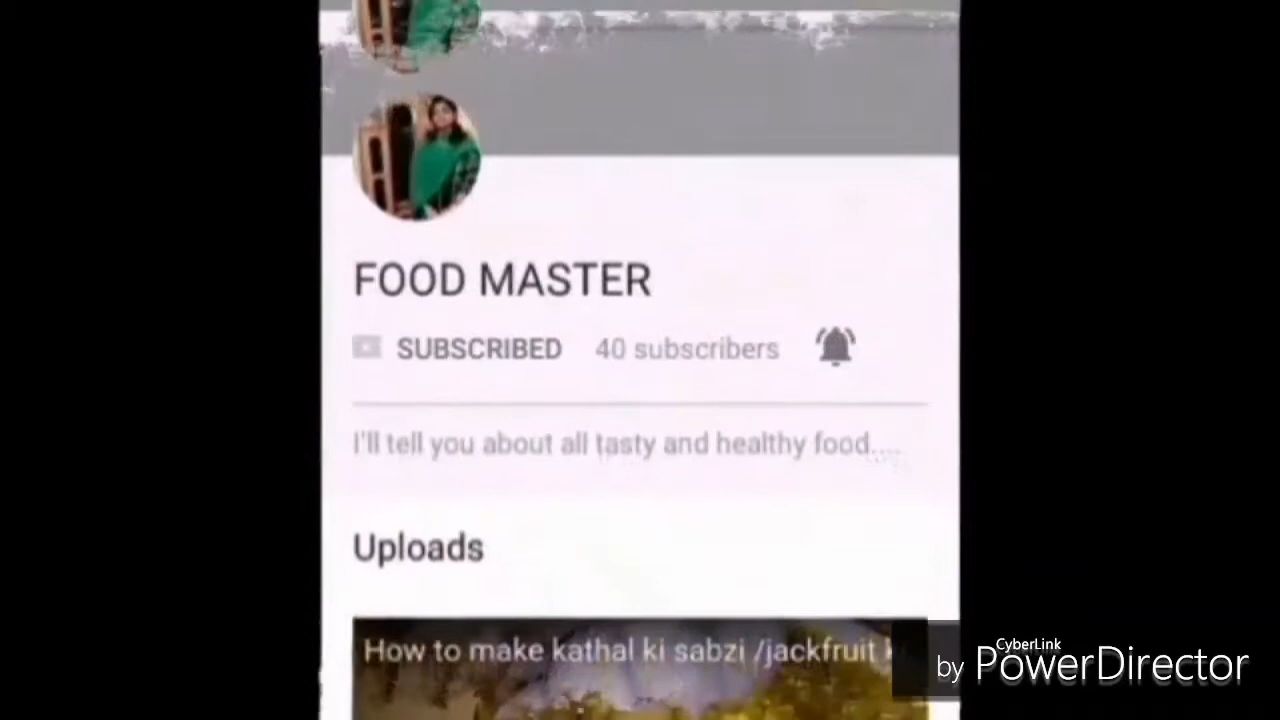 FOOD MASTER
SUBSCRIBED 40 subscribers
I'll tell you about all tasty and healthy food....
Uploads
How to make kathal ki sabzi /jackfruit
CyberLink
by PowerDirector